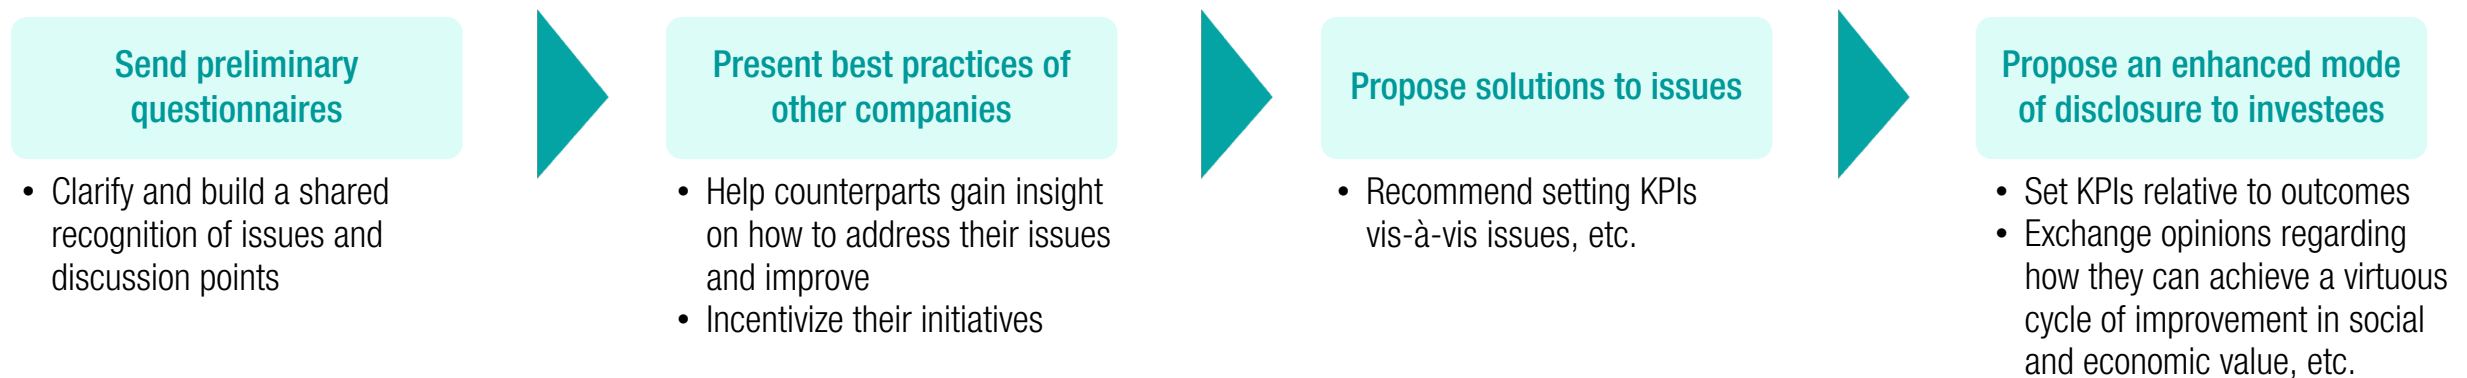 Send preliminary
questionnaires
• Clarify and build a shared
recognition of issues and
discussion points
Present best practices of
other companies
• Help counterparts gain insight
on how to address their issues
and improve
• Incentivize their initiatives
Propose solutions to issues
• Recommend setting KPIs
vis-à-vis issues, etc.
Propose an enhanced mode
of disclosure to investees
• Set KPIs relative to outcomes
• Exchange opinions regarding
how they can achieve a virtuous
cycle of improvement in social
and economic value, etc.